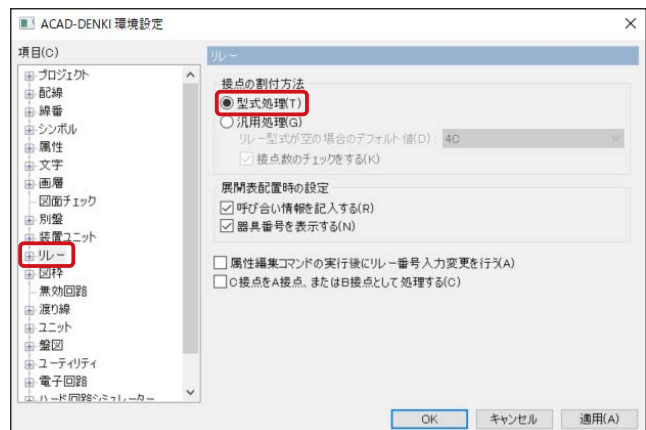 ACAD-DENKI 環境設定
項目(C)
プロジェクト
配線
線番
シンボル
属性
文字
画層
図面チェック
別盤
装置ユニット
リレー
図枠
無効回路
渡り線
ユニット
盤図
ユーティリティ
電子回路
ハード回路シミュレーター
リレー
接点の割付方法
型式処理(T)
汎用処理(G)
リレー型式が空の場合のデフォルト値(D): 4C
接点数のチェックをする(K)
展開表配置時の設定
呼び合い情報を記入する(R)
器具番号を表示する(N)
属性編集コマンドの実行後にリレー番号入力変更を行う(A)
C接点をA接点、またはB接点として処理する(C)
OK キャンセル 適用(A)